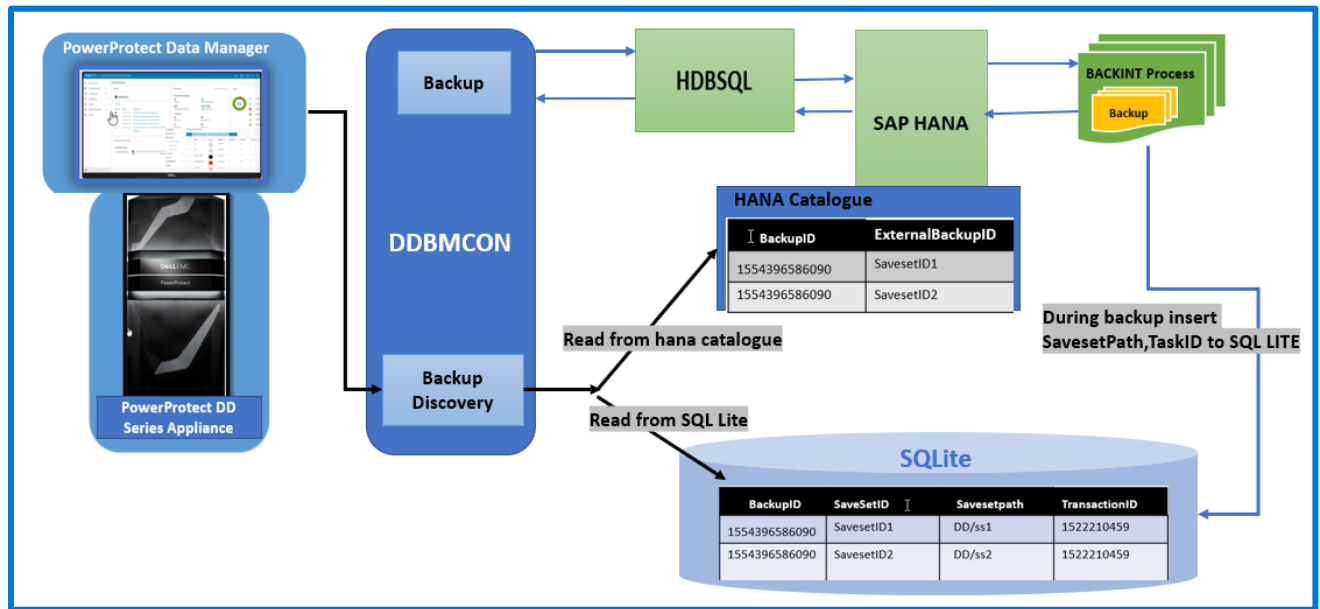 PowerProtect Data Manager
DELLEMC
PowerProtect
PowerProtect DD
Series Appliance
Backup
DDBMCON
Backup
Discovery
HDBSQL
SAP HANA
BACKINT Process
Backup
HANA Catalogue
BackupID ExternalBackupID
1554396586090 SavesetID1
1554396586090 SavesetID2
Read from hana catalogue
Read from SQL Lite
During backup insert
SavesetPath,TaskID to SQL LITE
SQLite
BackupID SaveSetID Savesetpath TransactionID
1554396586090 SavesetID1 DD/ss1 1522210459
1554396586090 SavesetID2 DD/ss2 1522210459